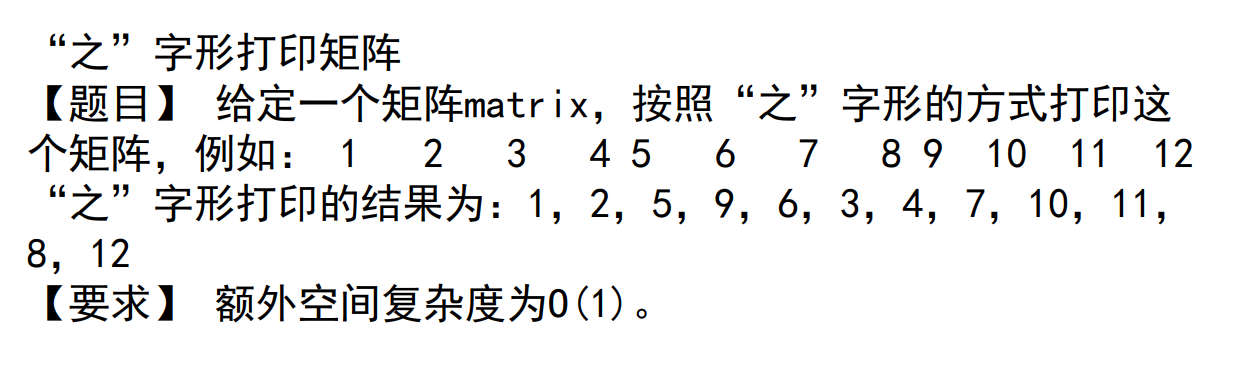 “之”字形打印矩阵
【题目】 给定一个矩阵matrix，按照“之”字形的方式打印这
个矩阵，例如： 1 2 3 4 5 6 7 8 9 10 11 12
“之”字形打印的结果为：1，2，5，9，6，3，4，7，10，11，
8，12
【要求】 额外空间复杂度为O(1)。